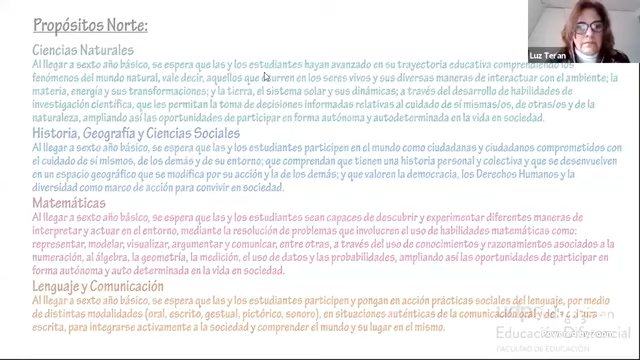 Propósitos Norte:
Luz Teran
Ciencias Naturales
Al llegar a sexto año básico, se espera que las y los estudiantes hayan avanzado en su trayectoria educativa comprendiendo los
fenómenos del mundo natural, vale decir, aquellos que ocurren en los seres vivos y sus diversas maneras de interactuar con el ambiente; la
materia, energía y sus transformaciones; y la tierra, el sistema solar y sus dinámicas; a través del desarrollo de habilidades de
investigación científica, que les permitan la toma de decisiones informadas relativas al cuidado de sí mismas/os, de otras/os y de la
naturaleza, ampliando así las oportunidades de participar en forma autónoma y autodeterminada en la vida en sociedad.
Historia, Geografía y Ciencias Sociales
Al llegar a sexto año básico, se espera que las y los estudiantes participen en el mundo como ciudadanas y ciudadanos comprometidos con
el cuidado de sí mismos, de los demás y de su entorno; que comprendan que tienen una historia personal y colectiva y que se desenvuelven
en un espacio geográfico que se modifica por su acción y la de los demás; y que valoren la democracia, los Derechos Humanos y la
diversidad como marco de acción para convivir en sociedad.
Matemáticas
Al llegar a sexto año básico, se espera que las y los estudiantes sean capaces de descubrir y experimentar diferentes maneras de
interpretar y actuar en el entorno, mediante la resolución de problemas que involucren el uso de habilidades matemáticas como:
representar, modelar, visualizar, argumentar y comunicar, entre otras, a través del uso de conocimientos y razonamientos asociados a la
numeración, al álgebra, la geometría, la medición, el uso de datos y las probabilidades, ampliando así las oportunidades de participar en
forma autónoma y auto determinada en la vida en sociedad.
Lenguaje y Comunicación
Al llegar a sexto año básico, se espera que las y los estudiantes participen y pongan en acción prácticas sociales del lenguaje, por medio
de distintas modalidades (oral, escrito, gestual, pictórico, sonoro), en situaciones auténticas de comunicación oral y de lectura
escrita, para integrarse activamente a la sociedad y comprender el mundo y su lugar en el mismo.
Educación Diferencial
FACULTAD DE EDUCACIÓN